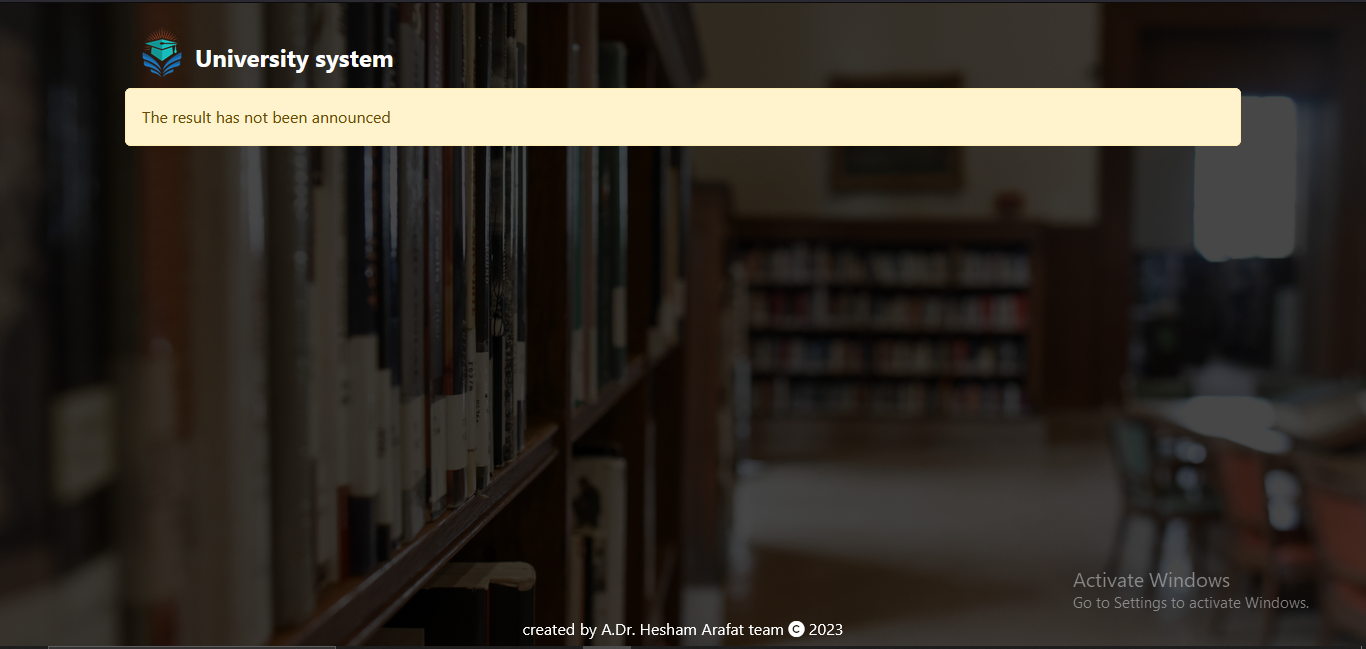 University system
The result has not been announced
Activate Windows
Go to Settings to activate Windows.
created by A.Dr. Hesham Arafat team © 2023